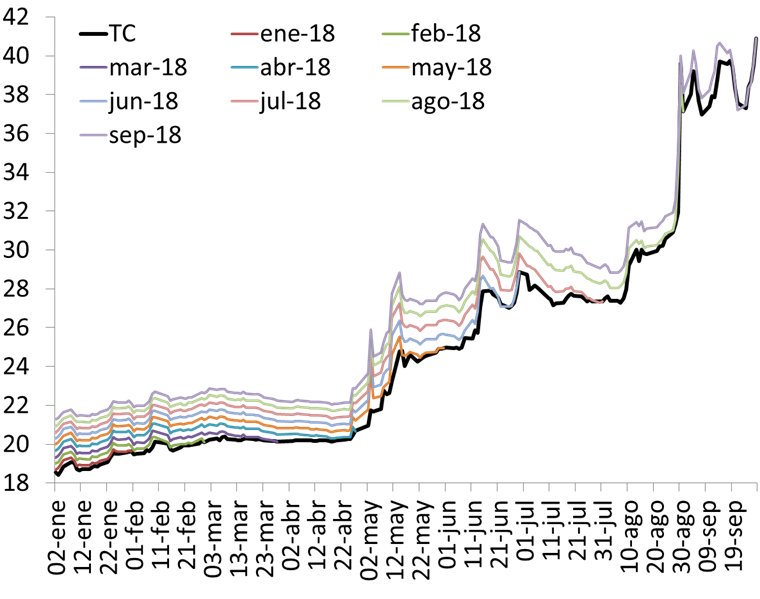 42
40
38
36
34
32
30
28
26
24
22
20
18
TC ene-18 feb-18
mar-18 abr-18 may-18
jun-18 jul-18 ago-18
sep-18
02-ene
12-ene
22-ene
01-feb
11-feb
21-feb
03-mar
13-mar
23-mar
02-abr
12-abr
22-abr
02-may
12-may
22-may
01-jun
11-jun
21-jun
01-jul
11-jul
21-jul
31-jul
10-ago
20-ago
30-ago
09-sep
19-sep